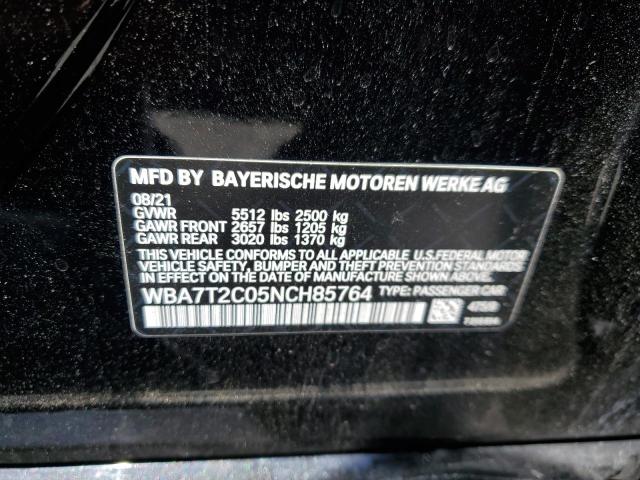 MFD BY BAYERISCHE MOTOREN WERKE AG
08/21
GVWR 5512 lbs 2500 kg
GAWR FRONT 2657 lbs 1205 kg
GAWR REAR 3020 lbs 1370 kg
THIS VEHICLE CONFORMS TO ALL APPLICABLE U.S.FEDERAL MOTOR
VEHICLE SAFETY, BUMPER AND THEFT PREVENTION STANDARDS
IN EFFECT ON THE DATE OF MANUFACTURE SHOWN ABOVE.
WBA7T2C05NCH85764 TYPE: PASSENGER CAR